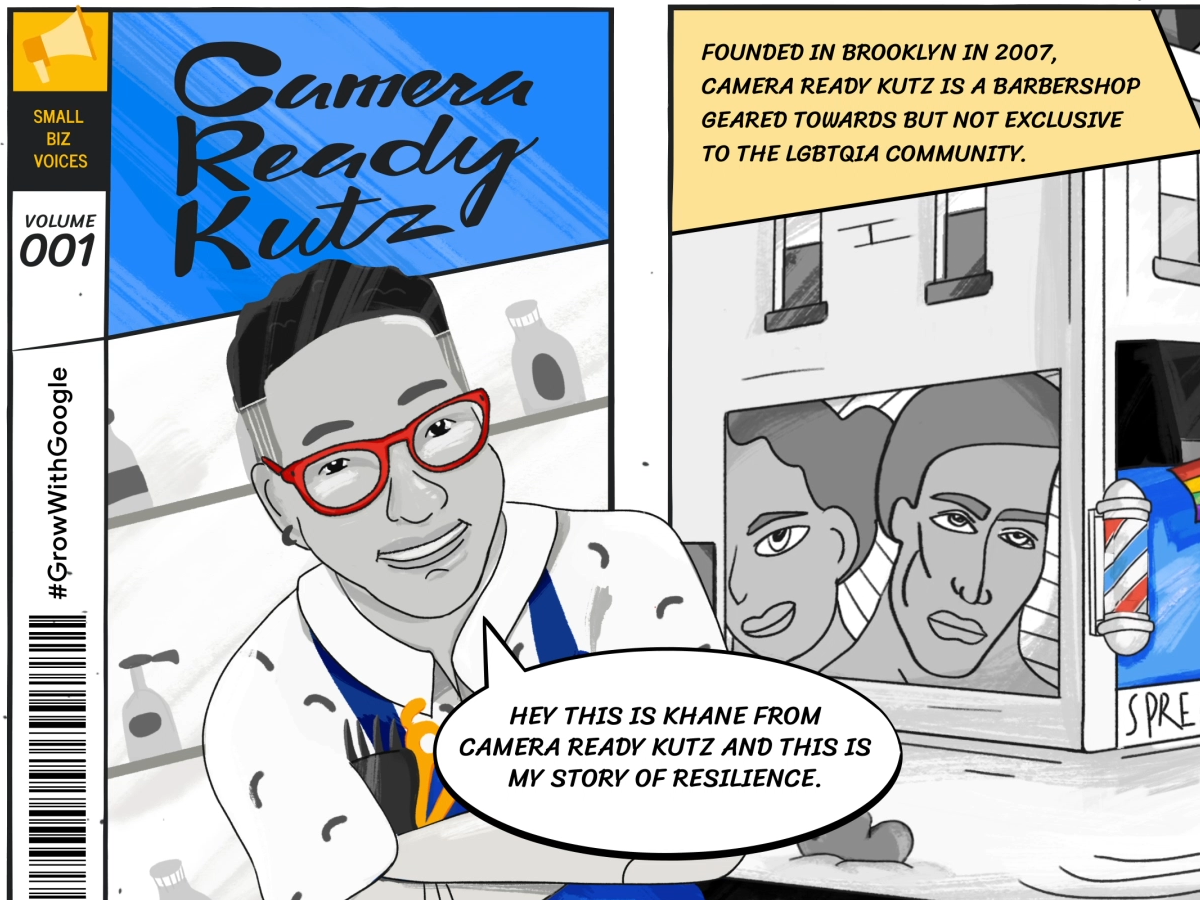 SMALL
BIZ
VOICES
VOLUME
001
#GrowWithGoogle
Camera
Ready
Kutz
HEY THIS IS KHANE FROM
CAMERA READY KUTZ AND THIS IS
MY STORY OF RESILIENCE.
FOUNDED IN BROOKLYN IN 2007,
CAMERA READY KUTZ IS A BARBERSHOP
GEARED TOWARDS BUT NOT EXCLUSIVE
TO THE LGBTQIA COMMUNITY.
SPRE